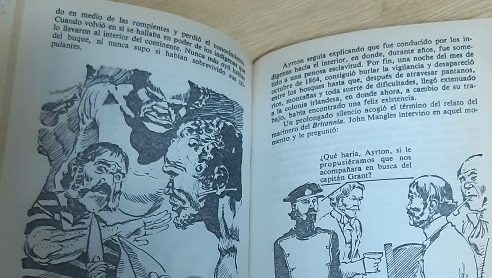 do en medio de las rompientes y perdió el conocimiento.
Cuando volvió en sí se hallaba en poder de los indígenas que
lo llevaron al interior del continente. Nunca más oyó hablar
del buque, ni nunca supo si habían sobrevivido sus tri-
pulantes.
Ayrton seguía explicando que fue conducido por los in-
dígenas hacia el interior, en donde, durante años, fue some-
tido a una penosa esclavitud. Por fin, una noche del mes de
octubre de 1864, consiguió burlar la vigilancia y desapareció
entre los bosques hasta que, después de atravesar pantanos,
ríos, montañas y toda suerte de dificultades, llegó extenuado
a la colonia irlandesa, en donde ahora, a cambio de su tra-
bajo, había encontrado una feliz existencia.
Un prolongado silencio acogió el término del relato del
marinero del Britannia. John Mangles intervino en aquel mo-
mento y le preguntó:
¿Qué haría, Ayrton, si le
propusiéramos que nos
acompañara en busca del
capitán Grant?